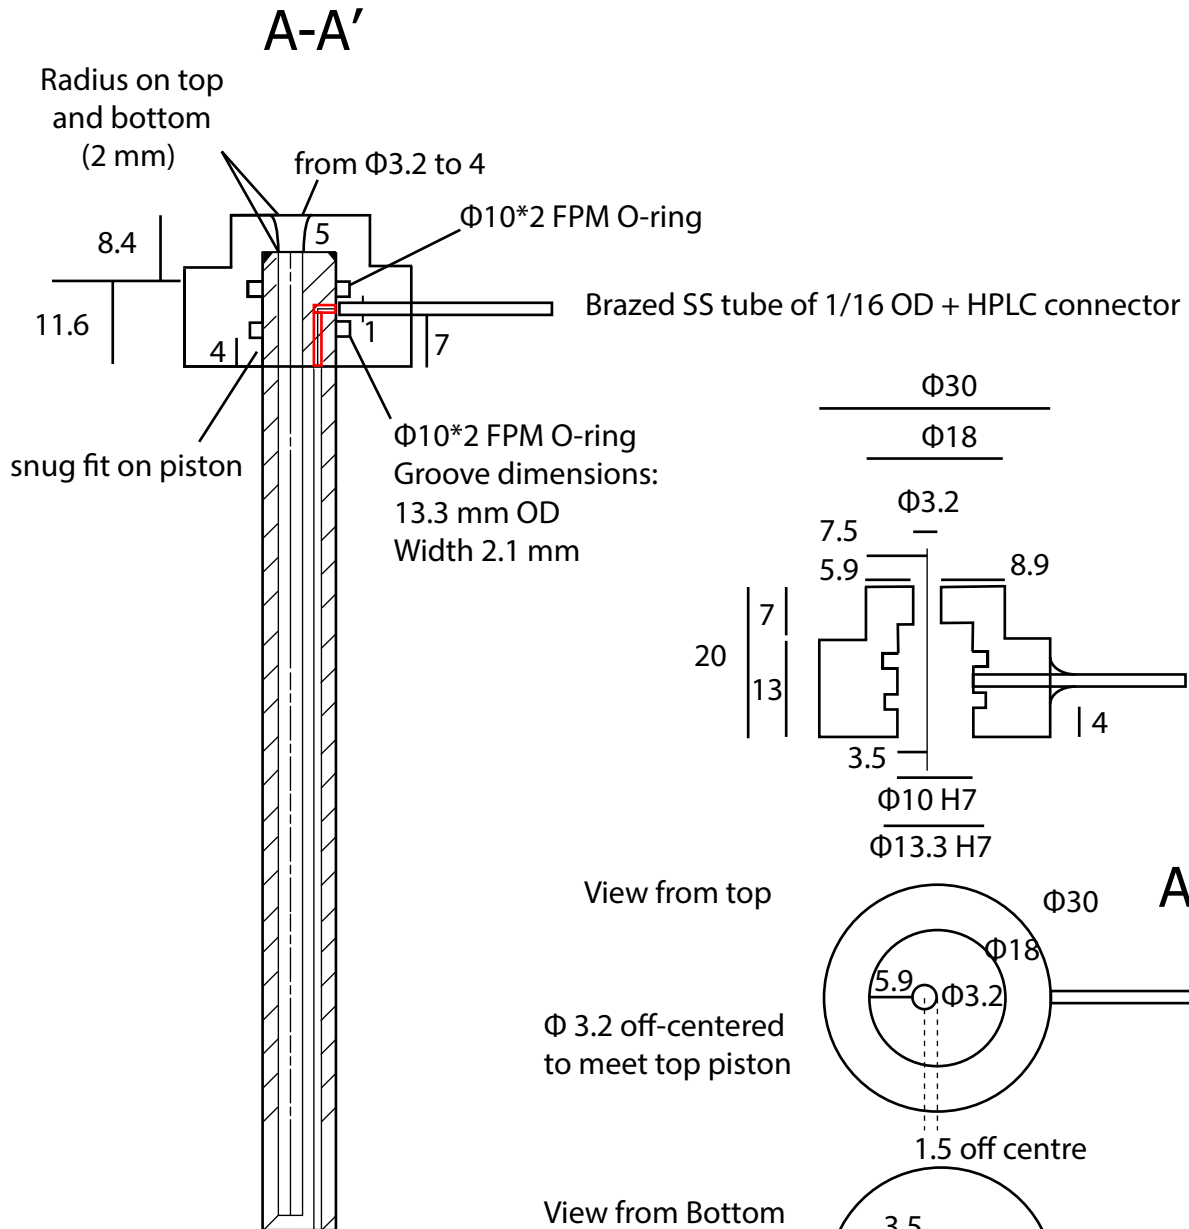 A-A′
Radius on top
and bottom
(2 mm)
from Φ3.2 to 4
Φ10*2 FPM O-ring
8.4
5
Brazed SS tube of 1/16 OD + HPLC connector
11.6
4
1
7
snug fit on piston
Φ10*2 FPM O-ring
Groove dimensions:
13.3 mm OD
Width 2.1 mm
Φ30
Φ18
Φ3.2
7.5
5.9
8.9
7
20
13
4
3.5
Φ10 H7
Φ13.3 H7
View from top
A
Φ30
Φ18
5.9
Φ3.2
Φ 3.2 off-centered
to meet top piston
1.5 off centre
View from Bottom
3.5